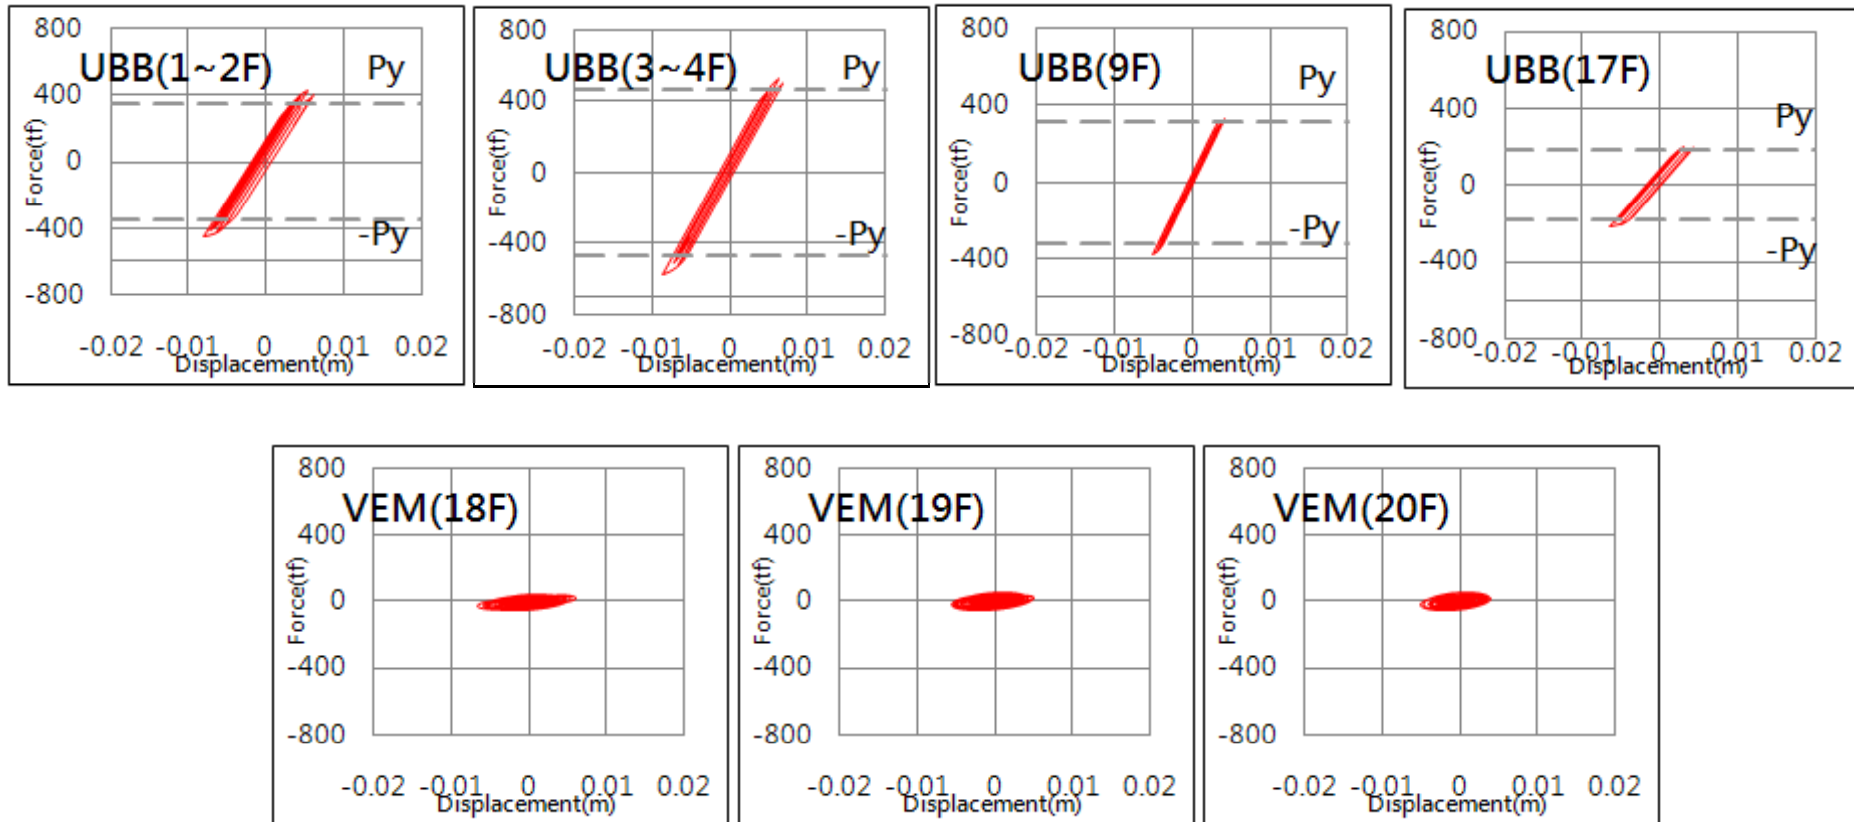 800
UBB(1~2F)
Py
400
0
-400
-Py
-800
Force(tf)
-0.02 -0.01 0 0.01 0.02
Displacement(m)
800
UBB(3~4F)
Py
400
0
-400
-Py
-800
Force(tf)
-0.02 -0.01 0 0.01 0.02
Displacement(m)
800
UBB(9F)
Py
400
0
-Py
-400
-800
Force(tf)
-0.02 -0.01 0 0.01 0.02
Displacement(m)
800
UBB(17F)
400
Py
0
-Py
-400
-800
Force(tf)
-0.02 -0.01 0 0.01 0.02
Displacement(m)
800
VEM(18F)
400
0
-400
-800
Force(tf)
-0.02 -0.01 0 0.01 0.02
Displacement(m)
800
VEM(19F)
400
0
-400
-800
Force(tf)
-0.02 -0.01 0 0.01 0.02
Displacement(m)
800
VEM(20F)
400
0
-400
-800
Force(tf)
-0.02 -0.01 0 0.01 0.02
Displacement(m)